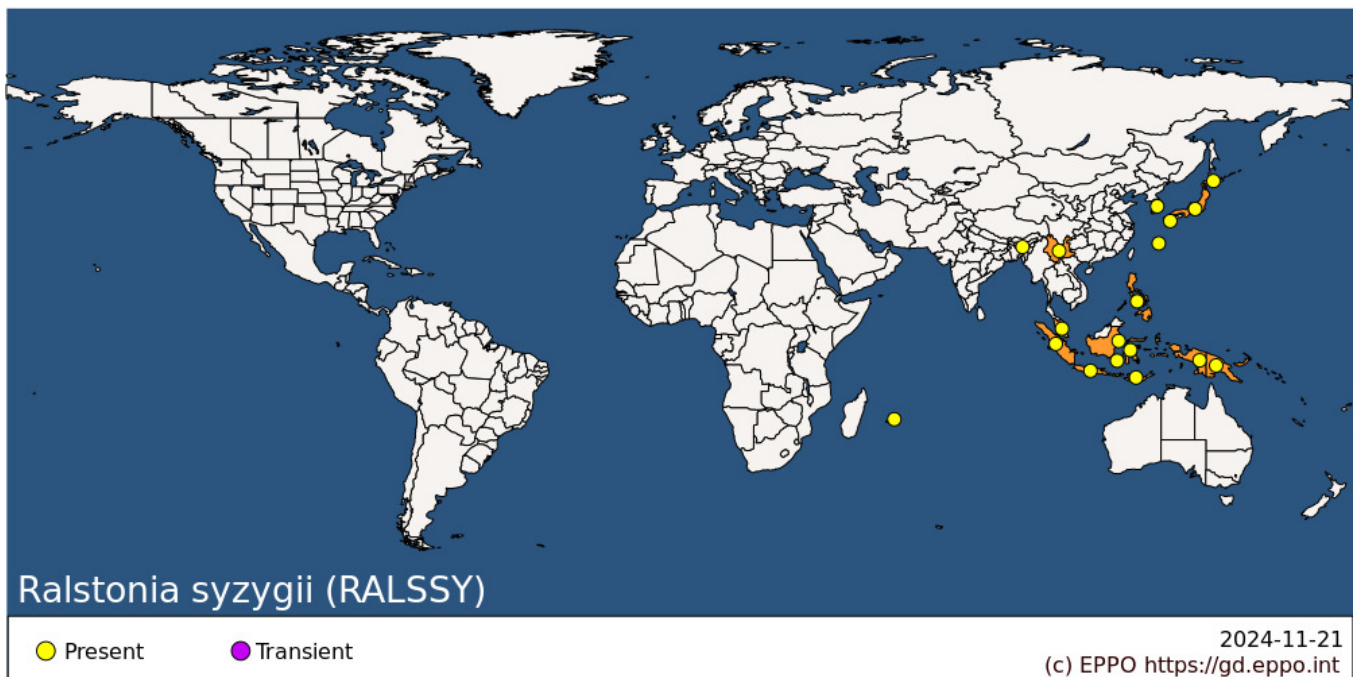 Ralstonia syzygii (RALSSY)
Present
Transient
2024-11-21
(c) EPPO https://gd.eppo.int